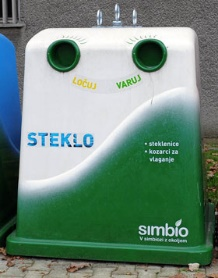 LOČUJ VARUJ
STEKLO
• steklenice
• kozarci za
vlaganje
simbio
V simbiozi z okoljem